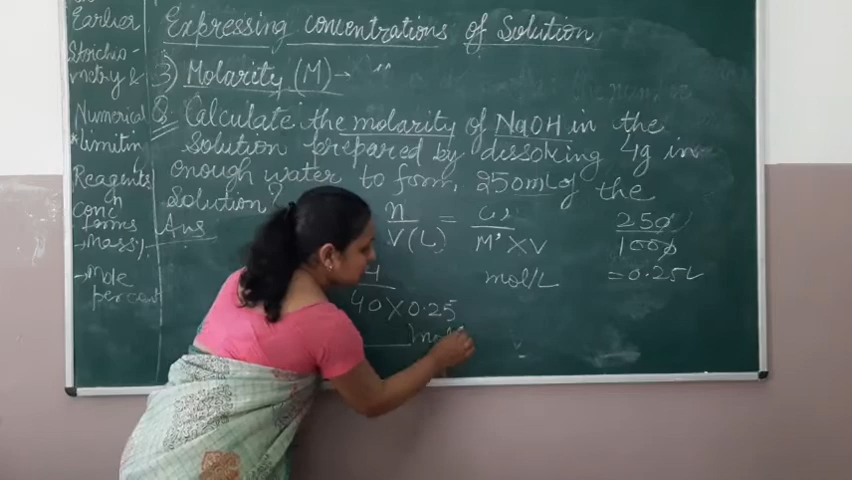 Earlier
Stoichio-
metry &
Numerical
*limitin
Reagents
conc
terms
→mass%
→mole
percent
Expressing concentrations of Solution
3) Molarity (M) →
Q. Calculate the molarity of NaOH in the
solution prepared by dissolving 4g in
enough water to form, 250mL of the
solution?
Ans
n = ω
V(L) M' × V
mol/L
4
40 × 0.25
250
1000
= 0.25L